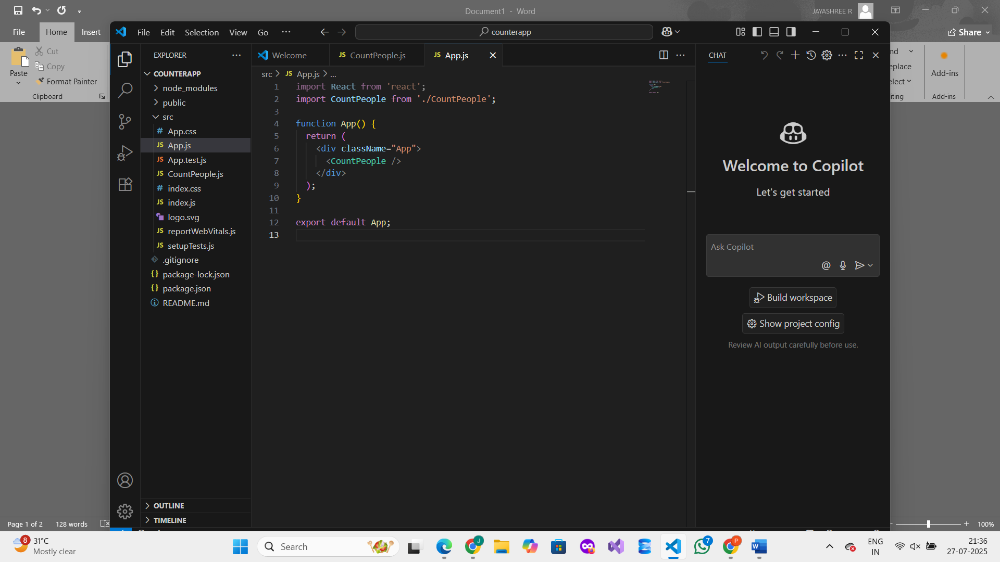 Document1 - Word
JAYASHREE R
File
Home
Insert
Share
Cut
Copy
Paste
Format Painter
Clipboard
Add-ins
Add-ins
File Edit Selection View Go
counterapp
EXPLORER
COUNTERAPP
node_modules
public
src
App.css
App.js
App.test.js
CountPeople.js
index.css
index.js
logo.svg
reportWebVitals.js
setupTests.js
.gitignore
package-lock.json
package.json
README.md
OUTLINE
TIMELINE
Welcome
JS CountPeople.js
JS App.js
src > JS App.js > ...
1 import React from 'react';
2 import CountPeople from './CountPeople';
3
4 function App() {
5 return (
6 <div className="App">
7 <CountPeople />
8 </div>
9 );
10 }
11
12 export default App;
13
CHAT
Welcome to Copilot
Let's get started
Ask Copilot
Build workspace
Show project config
Review AI output carefully before use.
Page 1 of 2
128 words
100%
8
31°C
Mostly clear
Search
J
7
P
ENG
IN
21:36
27-07-2025